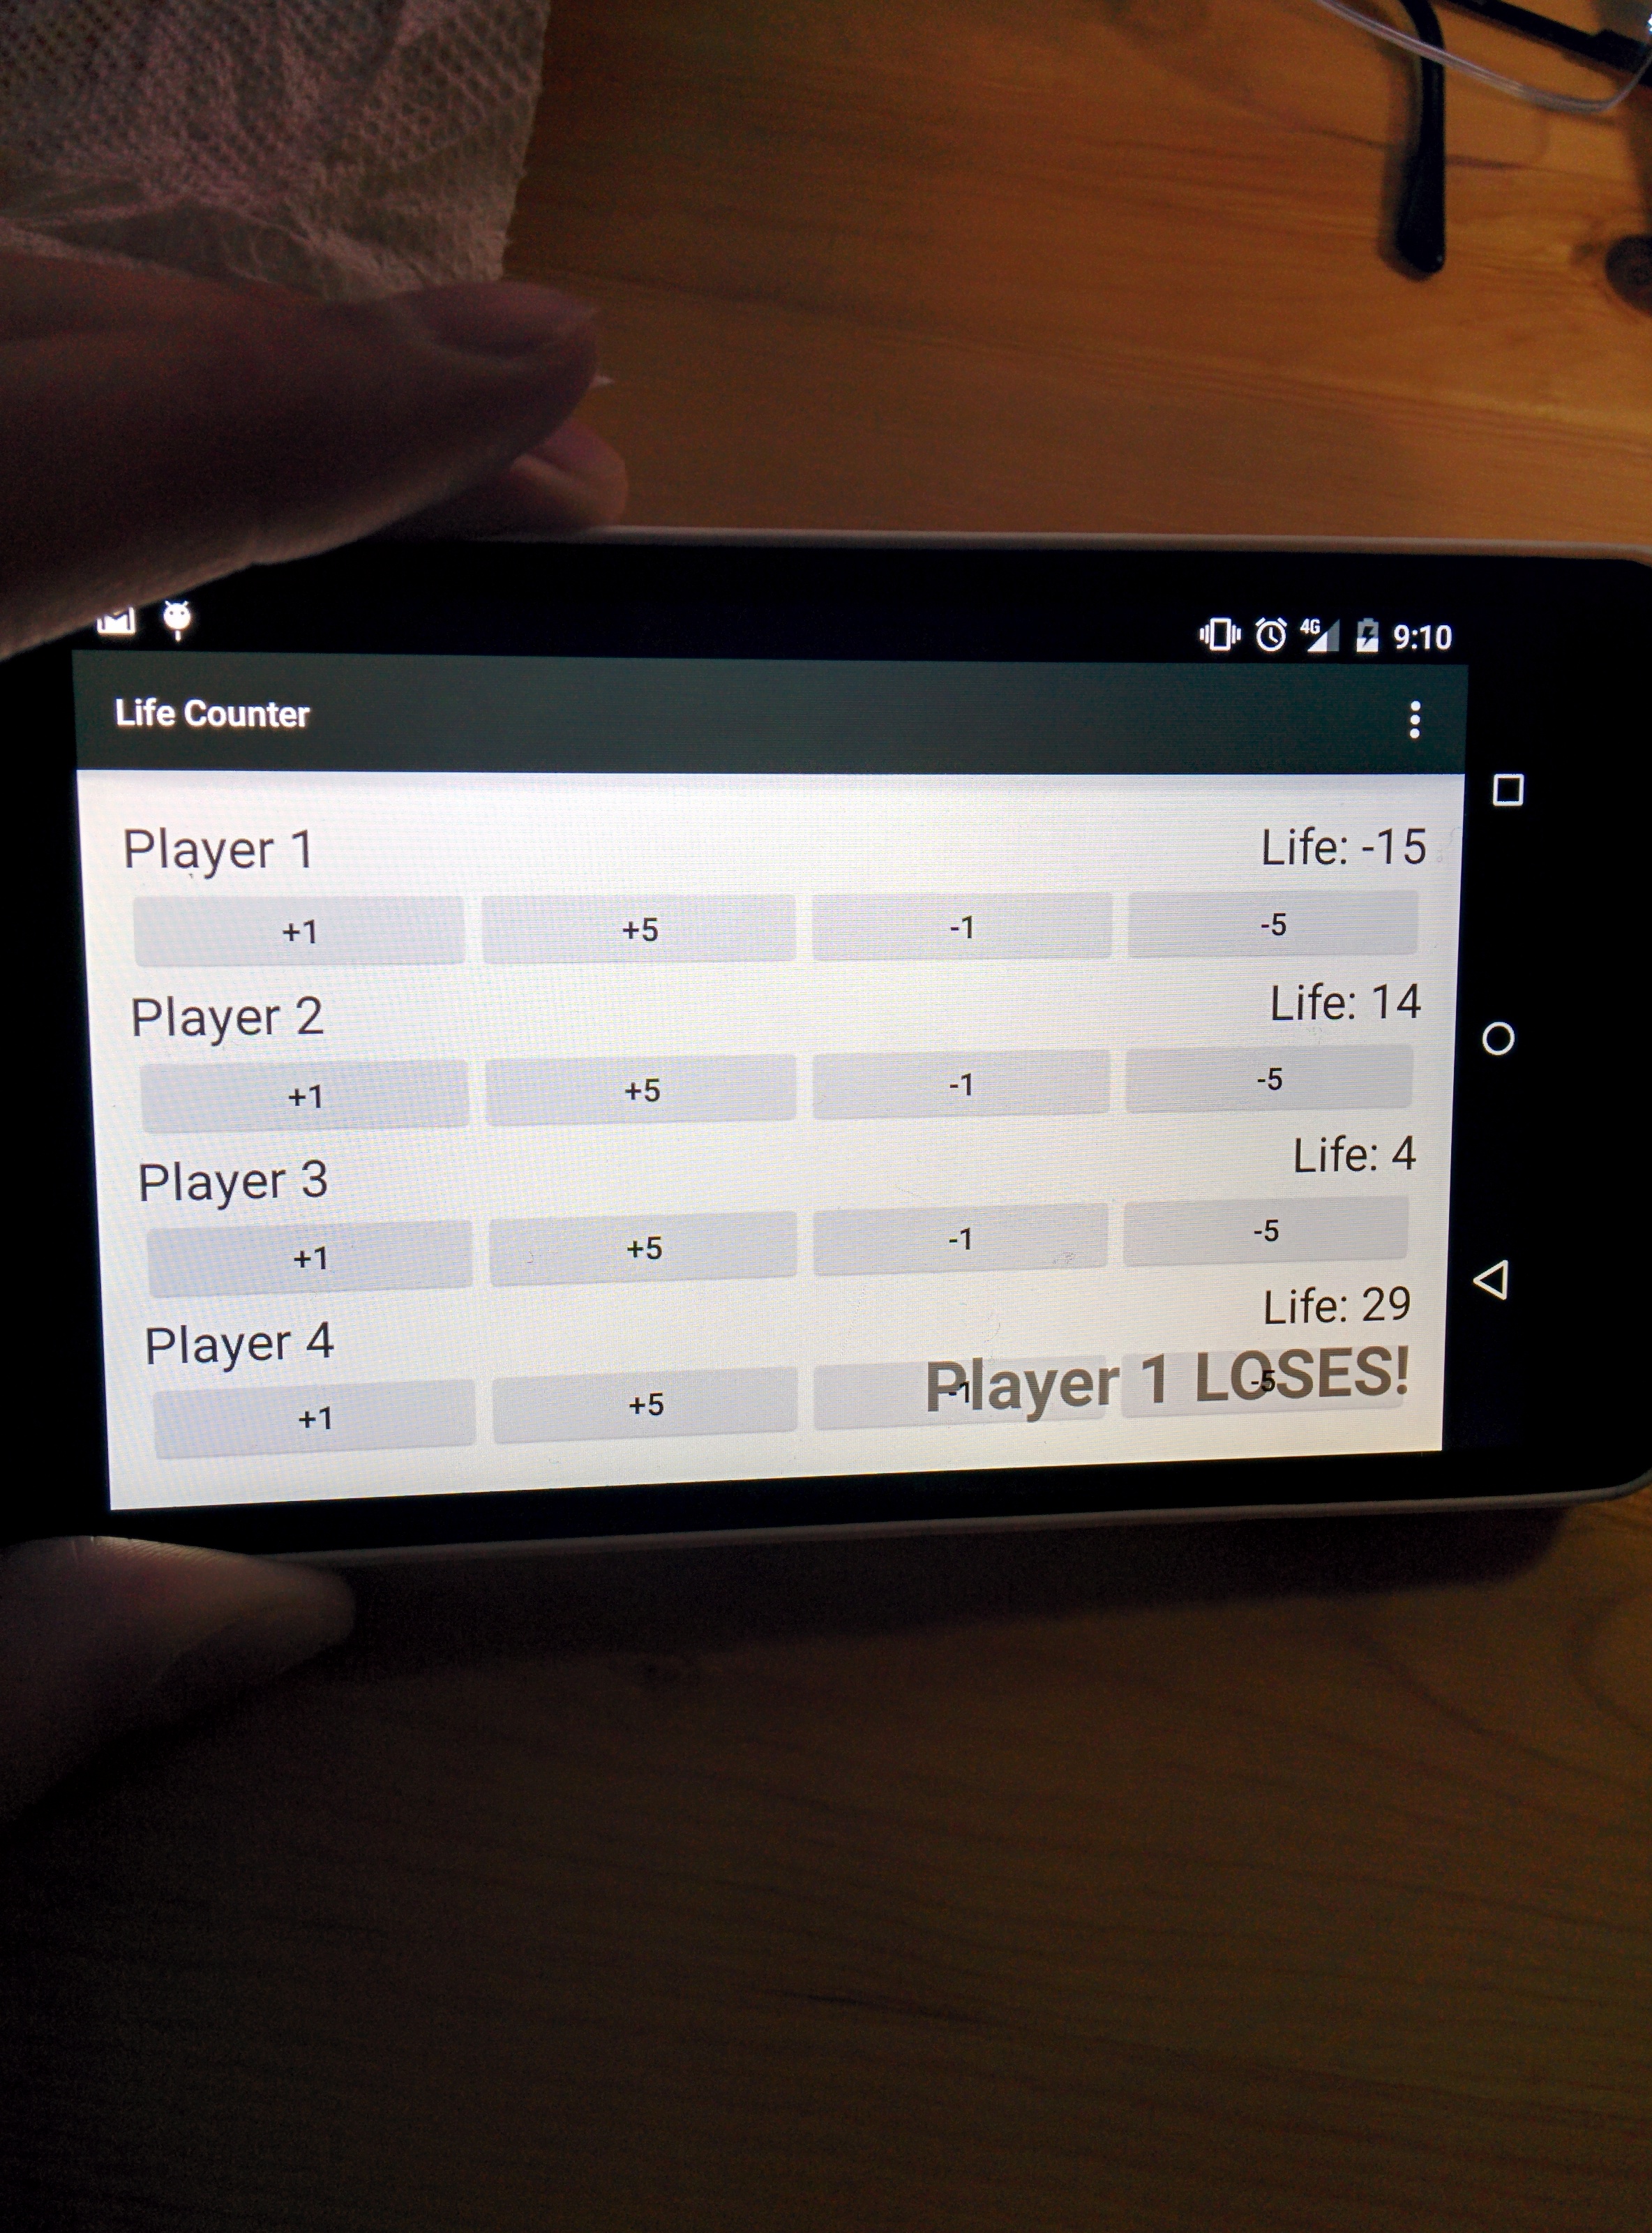 4G 9:10
Life Counter
Player 1 Life: -15
+1 +5 -1 -5
Player 2 Life: 14
+1 +5 -1 -5
Player 3 Life: 4
+1 +5 -1 -5
Player 4 Life: 29
Player 1 LOSES!
+1 +5 -1 -5